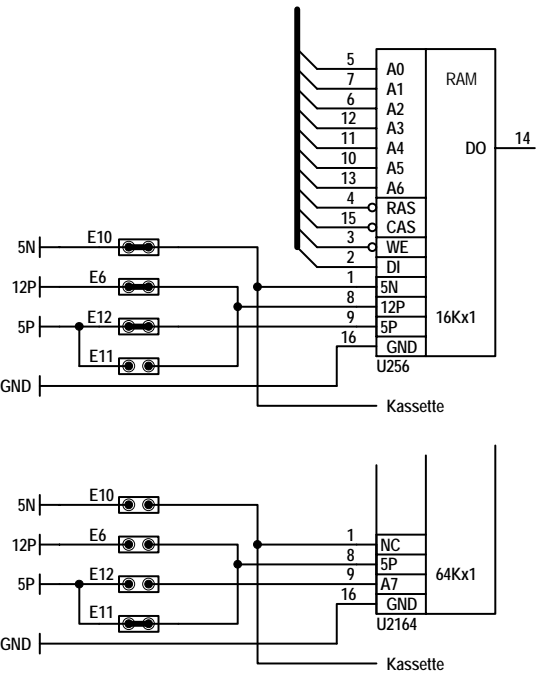 5 A0 RAM
7 A1
6 A2
12 A3
11 A4 DO 14
10 A5
13 A6
4 RAS
15 CAS
5N E10 3 WE
2 DI
12P E6 1 5N
8 12P 16Kx1
5P E12 9 5P
E11 16 GND
U256
GND
Kassette
5N E10
12P E6 1 NC
8 5P
5P E12 9 A7 64Kx1
E11 16 GND
U2164
GND
Kassette